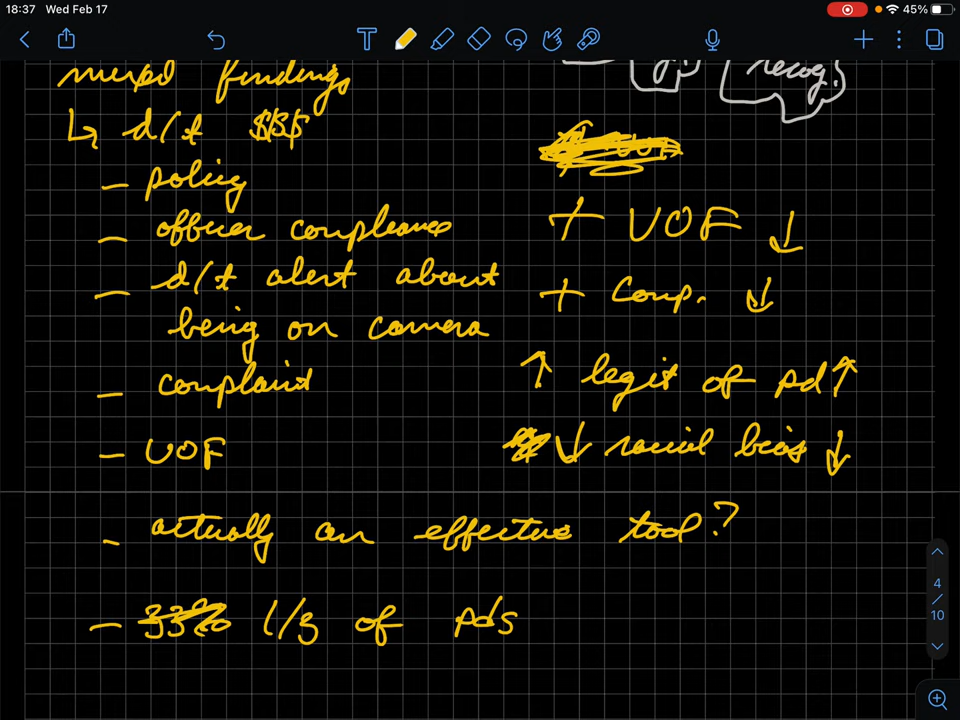 18:37 Wed Feb 17
45%
mixed findings
↳ d/t $$$
- policy
- officer compliance
- d/t alert about
being on camera
- complaint
- UOF
- actually an effective tool?
- 33% 1/3 of pds
recog.
+ UOF ↓
+ Comp. ↓
↑ legit of pd ↑
↓ racial bias ↓
4
/
10